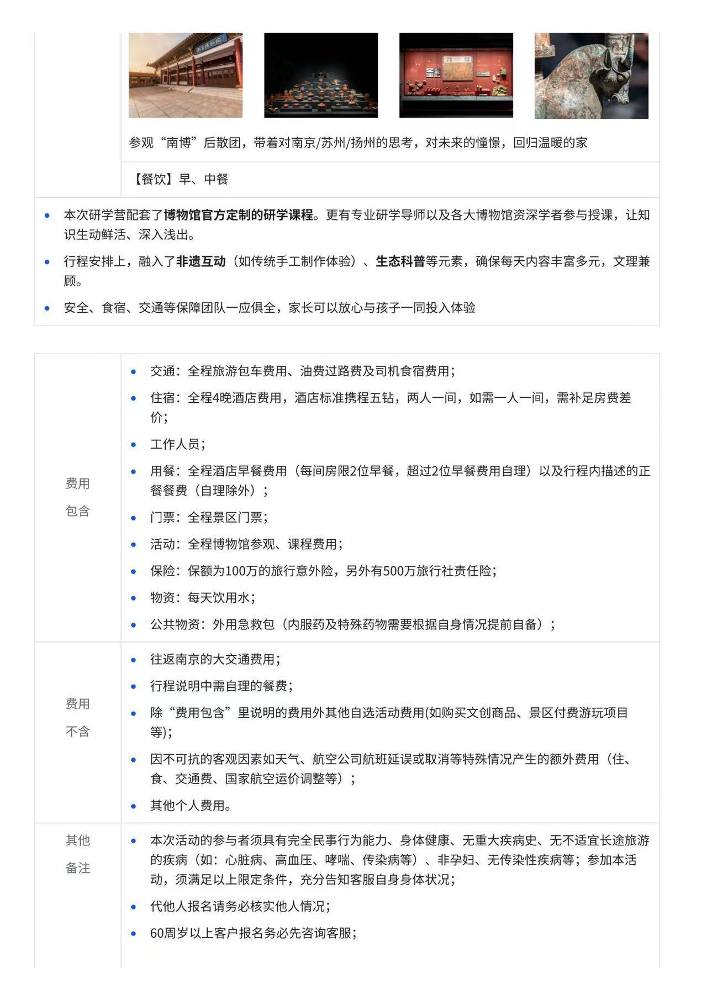 南京博物院
参观“南博”后散团，带着对南京/苏州/扬州的思考，对未来的憧憬，回归温暖的家
【餐饮】早、中餐
本次研学营配套了博物馆官方定制的研学课程。更有专业研学导师以及各大博物馆资深学者参与授课，让知
识生动鲜活、深入浅出。
行程安排上，融入了非遗互动（如传统手工制作体验）、生态科普等元素，确保每天内容丰富多元，文理兼
顾。
安全、食宿、交通等保障团队一应俱全，家长可以放心与孩子一同投入体验
费用
包含
交通：全程旅游包车费用、油费过路费及司机食宿费用；
住宿：全程4晚酒店费用，酒店标准携程五钻，两人一间，如需一人一间，需补足房费差
价；
工作人员；
用餐：全程酒店早餐费用（每间房限2位早餐，超过2位早餐费用自理）以及行程内描述的正
餐餐费（自理除外）；
门票：全程景区门票；
活动：全程博物馆参观、课程费用；
保险：保额为100万的旅行意外险，另外有500万旅行社责任险；
物资：每天饮用水；
公共物资：外用急救包（内服药及特殊药物需要根据自身情况提前自备）；
费用
不含
往返南京的大交通费用；
行程说明中需自理的餐费；
除“费用包含”里说明的费用外其他自选活动费用(如购买文创商品、景区付费游玩项目
等)；
因不可抗的客观因素如天气、航空公司航班延误或取消等特殊情况产生的额外费用（住、
食、交通费、国家航空运价调整等）；
其他个人费用。
其他
备注
本次活动的参与者须具有完全民事行为能力、身体健康、无重大疾病史、无不适宜长途旅游
的疾病（如：心脏病、高血压、哮喘、传染病等）、非孕妇、无传染性疾病等；参加本活
动，须满足以上限定条件，充分告知客服自身身体状况；
代他人报名请务必核实他人情况；
60周岁以上客户报名务必先咨询客服；